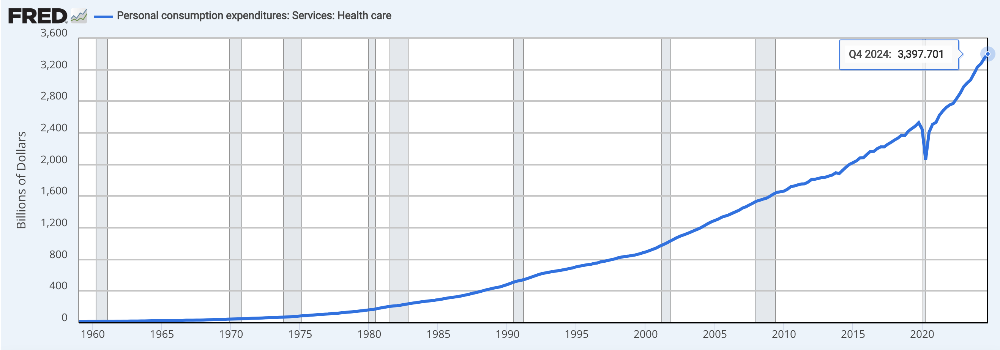 FRED® Personal consumption expenditures: Services: Health care
3,600
3,200
2,800
2,400
2,000
1,600
1,200
800
400
0
Billions of Dollars
Q4 2024: 3,397.701
1960 1965 1970 1975 1980 1985 1990 1995 2000 2005 2010 2015 2020